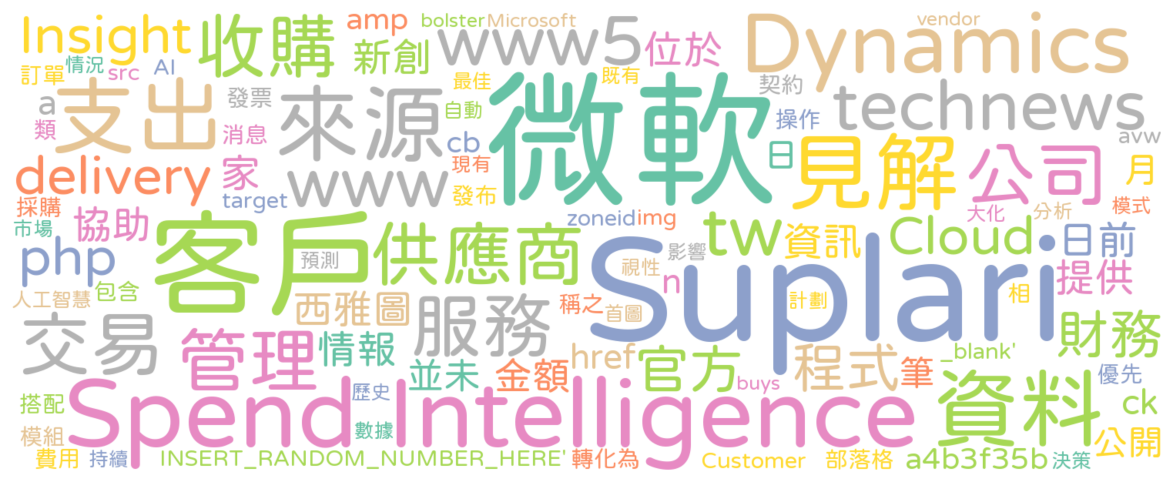 Insight 收購 amp bolster Microsoft www5 位於 Dynamics vendor
訂單 情況 src AI 新創 最佳 既有 契約 technews
a 支出 發票 來源 自動 微軟 操作 avw
類 消息 cb 日 見解 公司 月
delivery 家 www 現有
採購 target 發布 zoneid img tw 資訊 大化 分析 模式
市場 協助 客戶 供應商 影響 Cloud 日前
php 預測 視性 n Suplari 提供
人工智慧 包含 西雅圖 服務 稱之 首圖 計劃 相
交易 管理 情報 並未 金額 href 官方 程式 筆 _blank' 財務
搭配 Spend 歷史 Intelligence buys 資料 優先
模組 數據 ck
費用 持續 INSERT_RANDOM_NUMBER_HERE' 轉化為 Customer 部落格 a4b3f35b 決策 公開